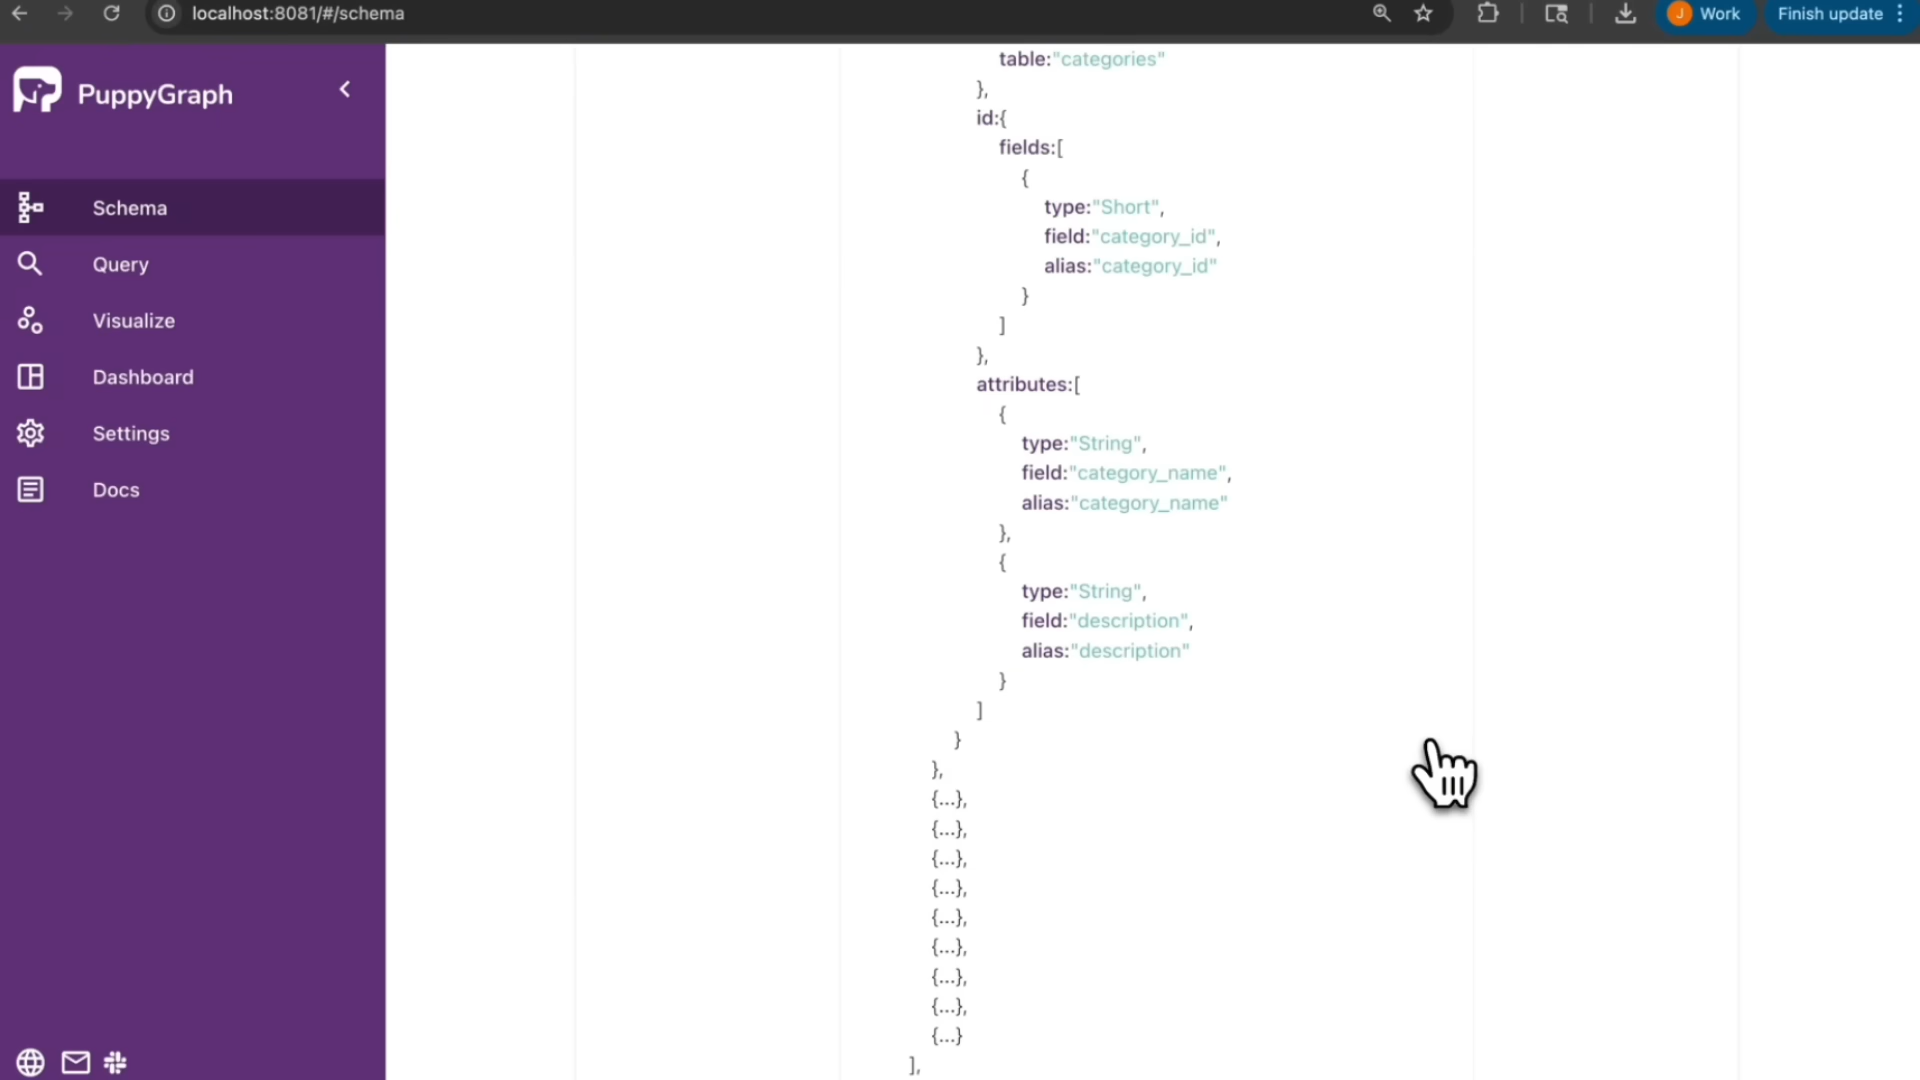 localhost:8081/#/schema
J Work
Finish update
PuppyGraph
Schema
Query
Visualize
Dashboard
Settings
Docs
table:"categories"
},
id:{
fields:[
{
type:"Short",
field:"category_id",
alias:"category_id"
}
]
},
attributes:[
{
type:"String",
field:"category_name",
alias:"category_name"
},
{
type:"String",
field:"description",
alias:"description"
}
]
}
},
{...},
{...},
{...},
{...},
{...},
{...},
{...},
{...},
{...}
],